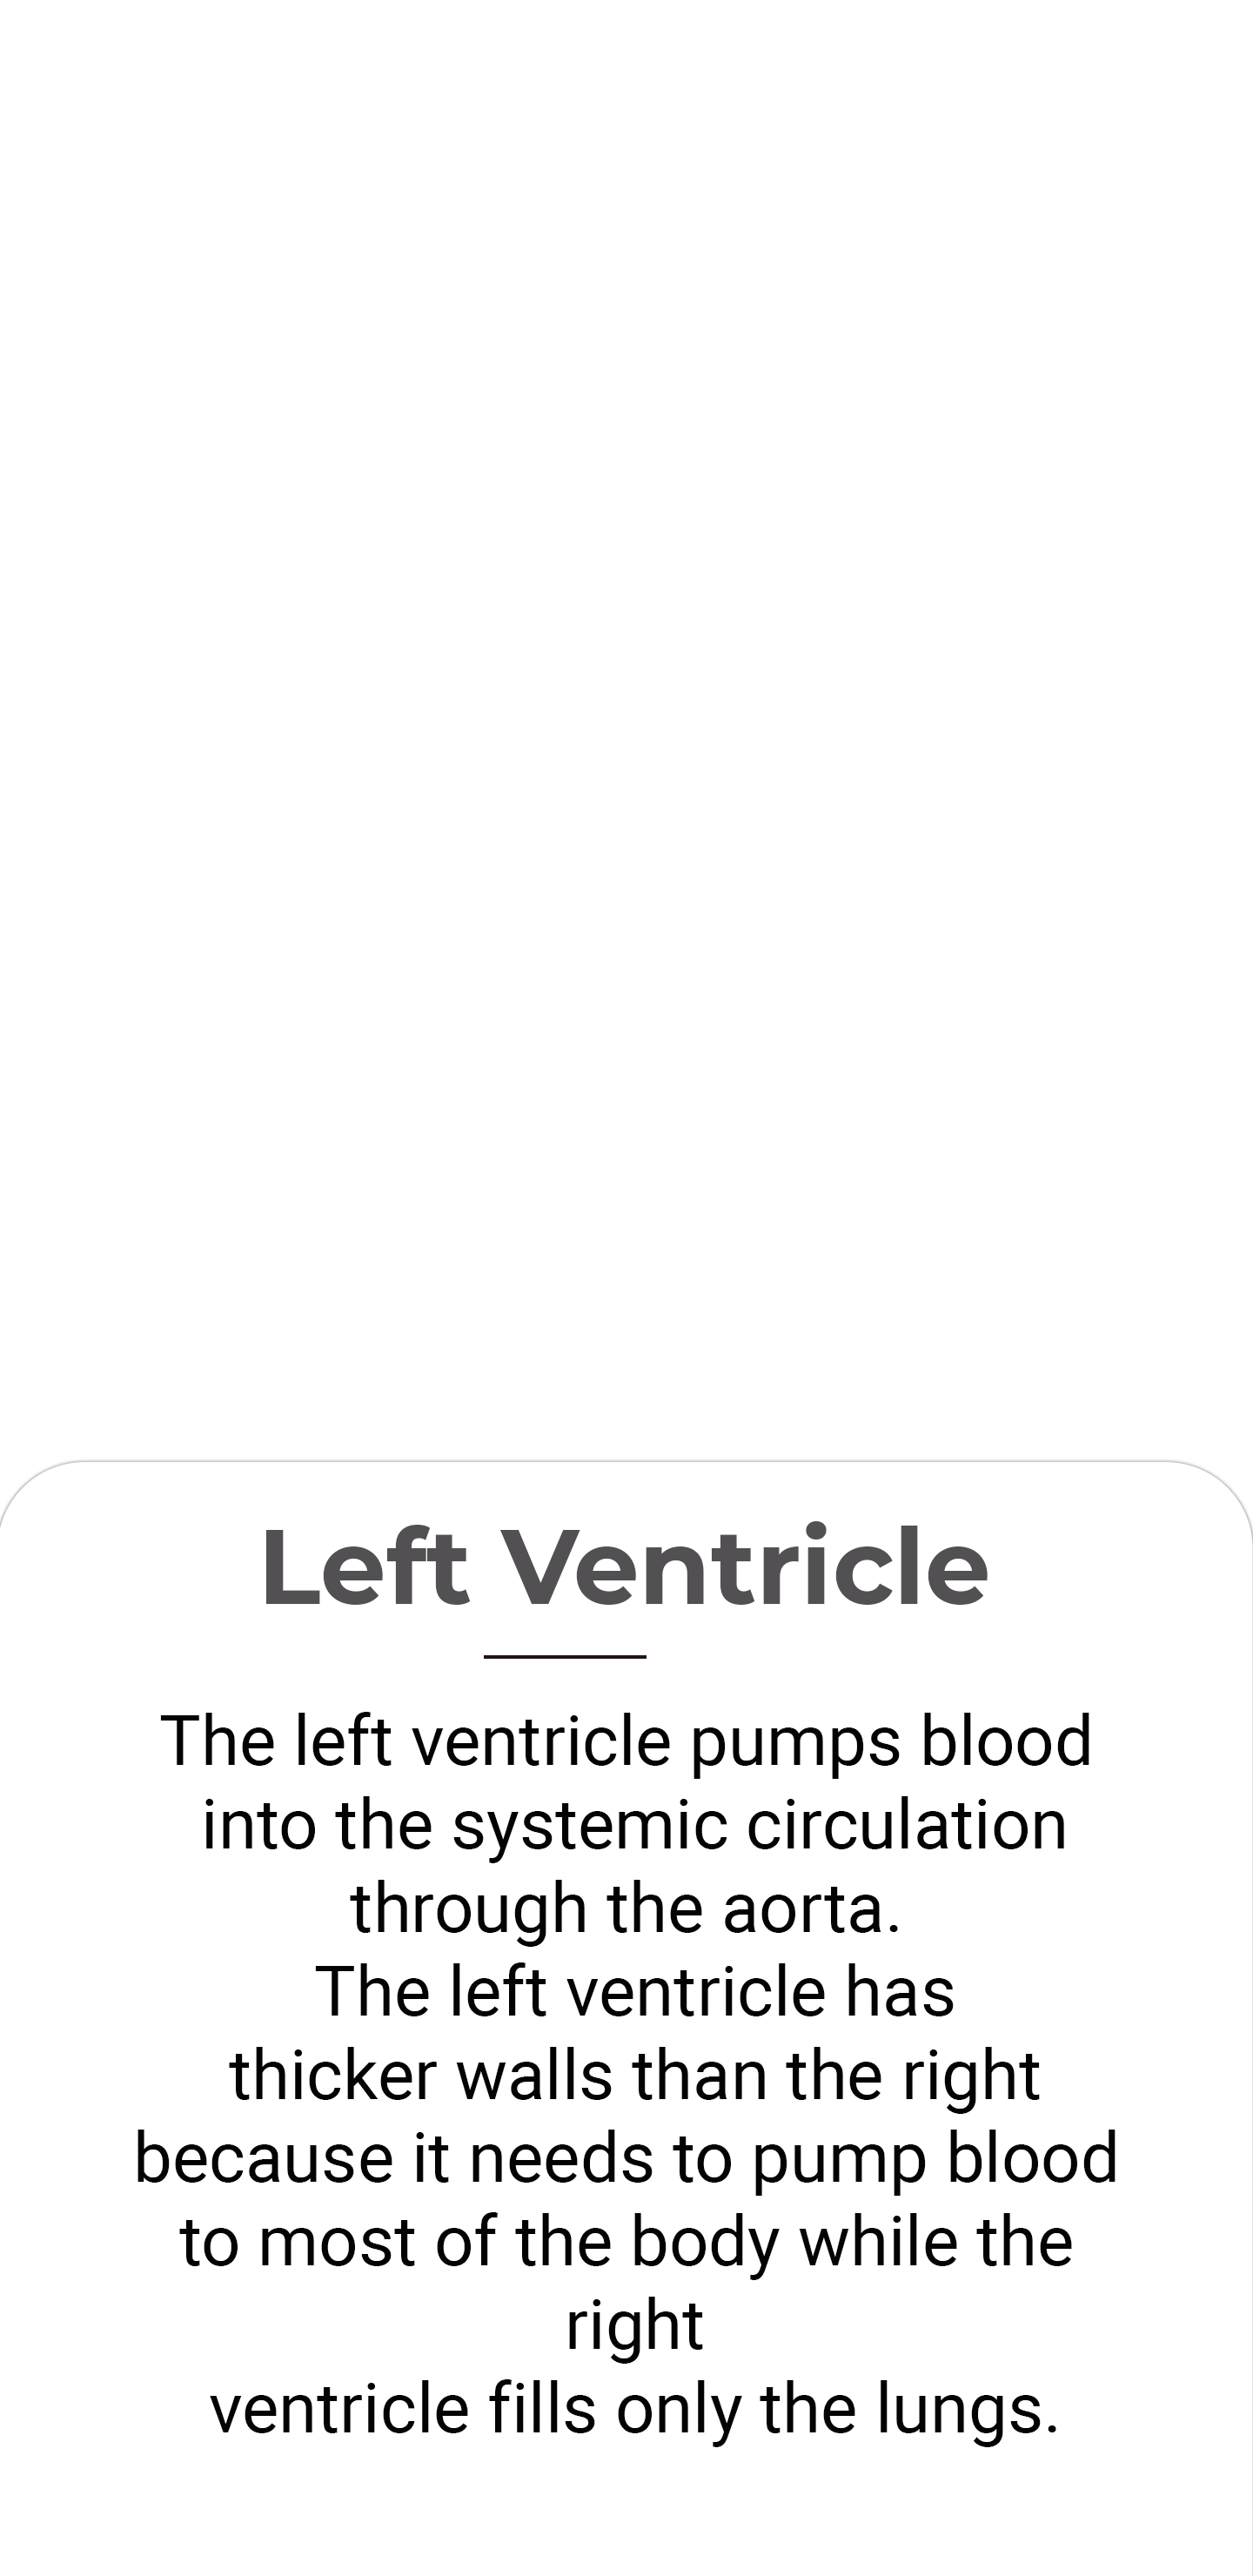 Left Ventricle
The left ventricle pumps blood
into the systemic circulation
through the aorta.
The left ventricle has
thicker walls than the right
because it needs to pump blood
to most of the body while the
right
ventricle fills only the lungs.